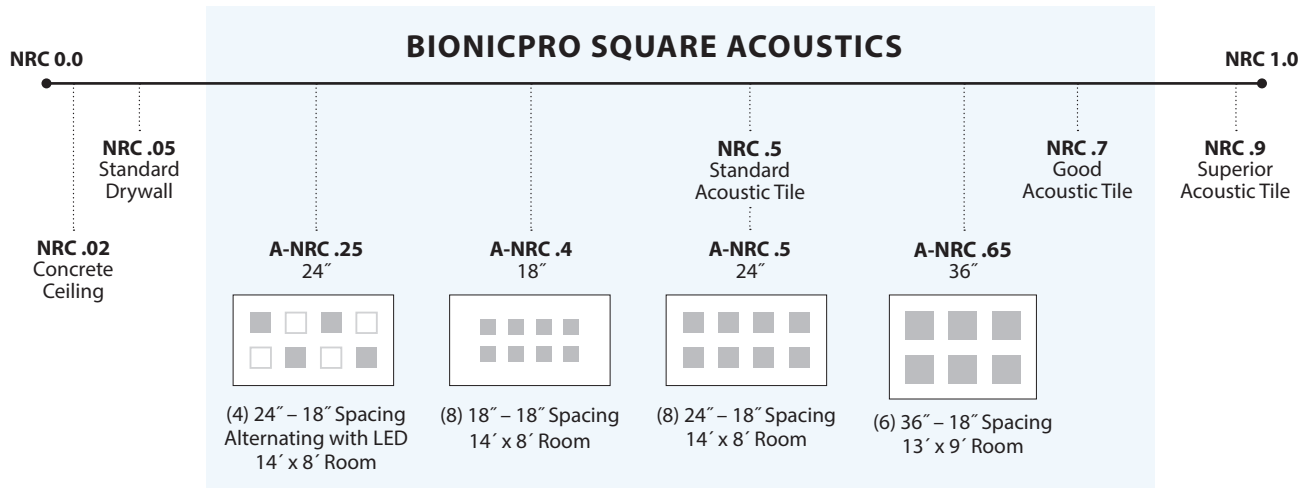 BIONICPRO SQUARE ACOUSTICS
NRC 0.0
NRC 1.0
NRC .05
Standard
Drywall
NRC .5
Standard
Acoustic Tile
NRC .7
Good
Acoustic Tile
NRC .9
Superior
Acoustic Tile
NRC .02
Concrete
Ceiling
A-NRC .25
24˝
A-NRC .4
18˝
A-NRC .5
24˝
A-NRC .65
36˝
(4) 24˝ – 18˝ Spacing
Alternating with LED
14´ x 8´ Room
(8) 18˝ – 18˝ Spacing
14´ x 8´ Room
(8) 24˝ – 18˝ Spacing
14´ x 8´ Room
(6) 36˝ – 18˝ Spacing
13´ x 9´ Room